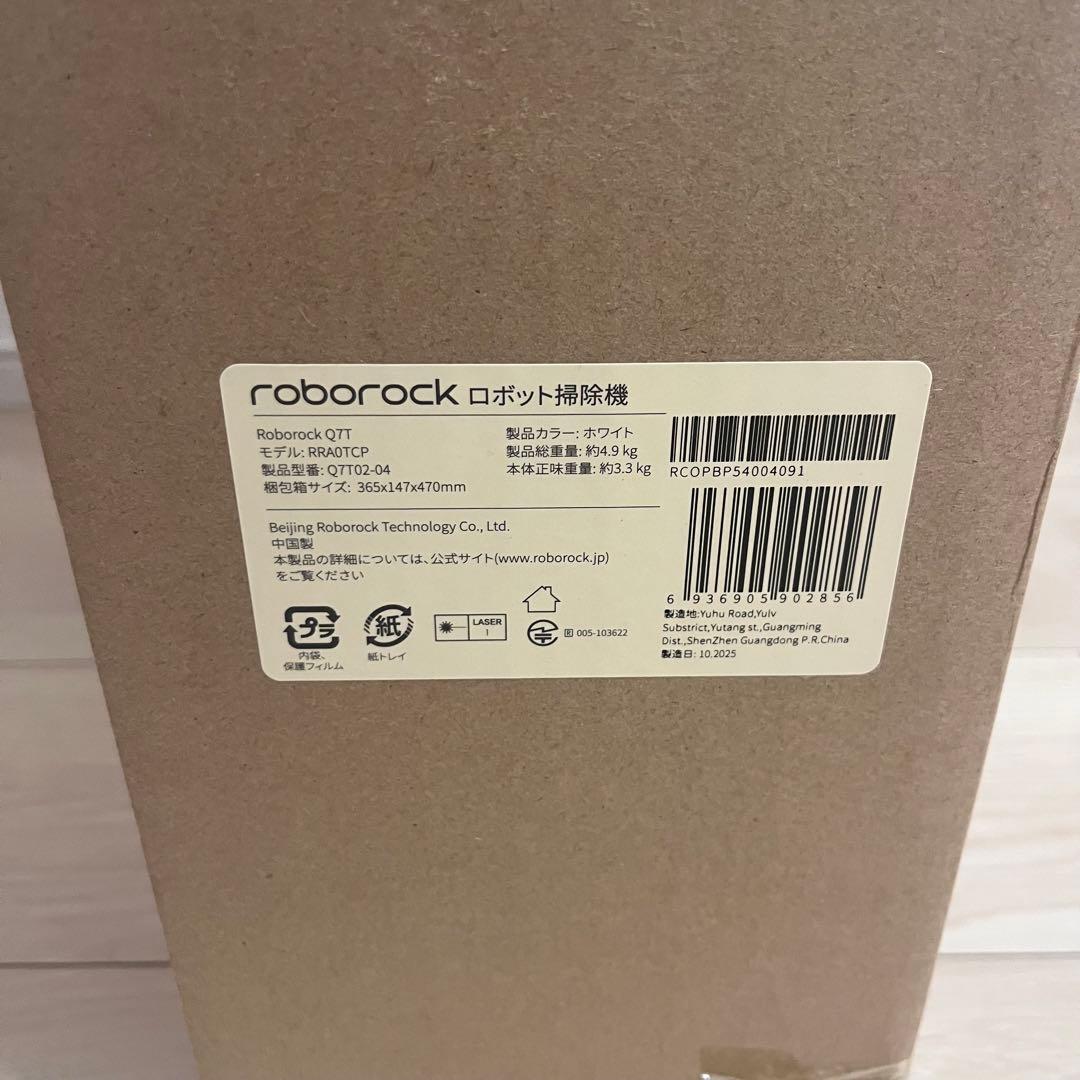 roborock ロボット掃除機
Roborock Q7T
モデル: RRA0TCP
製品型番: Q7T02-04
梱包箱サイズ: 365x147x470mm
製品カラー: ホワイト
製品総重量: 約4.9 kg
本体正味重量: 約3.3 kg
RCOPBP54004091
Beijing Roborock Technology Co., Ltd.
中国製
本製品の詳細については、公式サイト(www.roborock.jp)
をご覧ください
6 936905 902856
プラ
内袋、
保護フィルム
紙
紙トレイ
LASER
1
R 005-103622
製造地: Yuhu Road,Yulv
Substrict,Yutang st.,Guangming
Dist.,ShenZhen Guangdong P.R.China
製造日: 10,2025